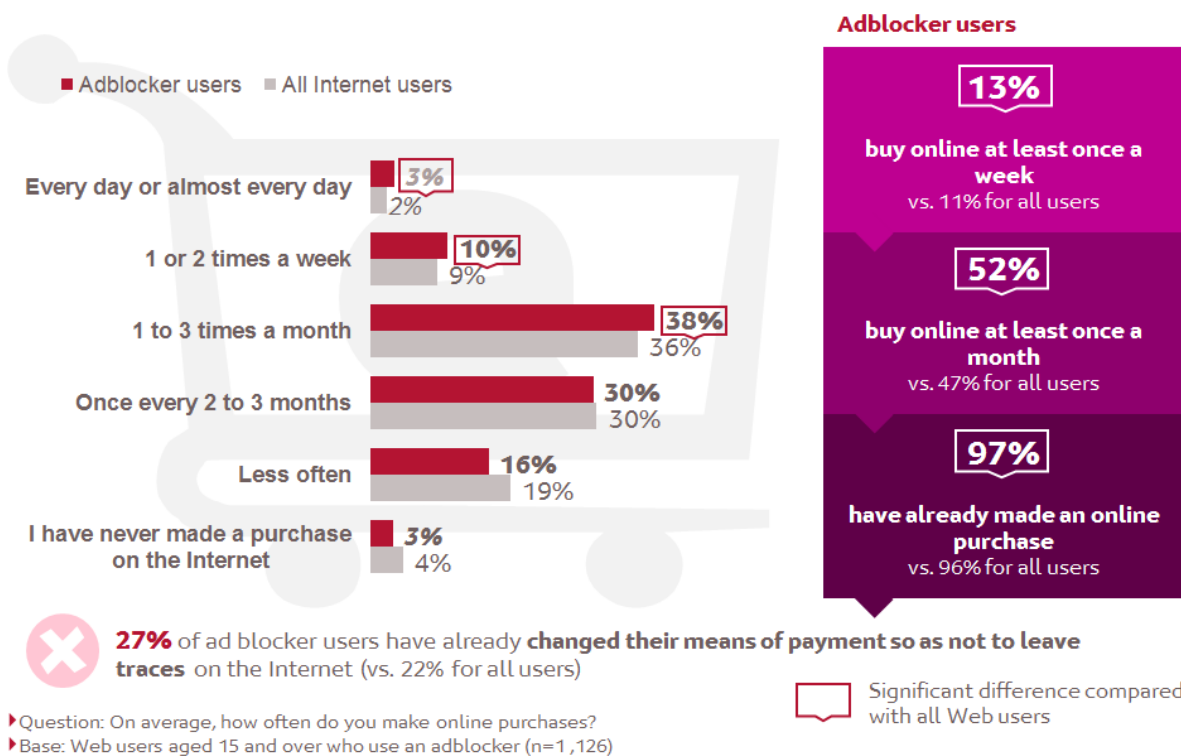 Adblocker users
Adblocker users All Internet users
Every day or almost every day
3%
2%
1 or 2 times a week
10%
9%
1 to 3 times a month
38%
36%
Once every 2 to 3 months
30%
30%
Less often
16%
19%
I have never made a purchase
on the Internet
3%
4%
13%
buy online at least once a
week
vs. 11% for all users
52%
buy online at least once a
month
vs. 47% for all users
97%
have already made an online
purchase
vs. 96% for all users
27% of ad blocker users have already changed their means of payment so as not to leave
traces on the Internet (vs. 22% for all users)
Significant difference compared
with all Web users
Question: On average, how often do you make online purchases?
Base: Web users aged 15 and over who use an adblocker (n=1,126)